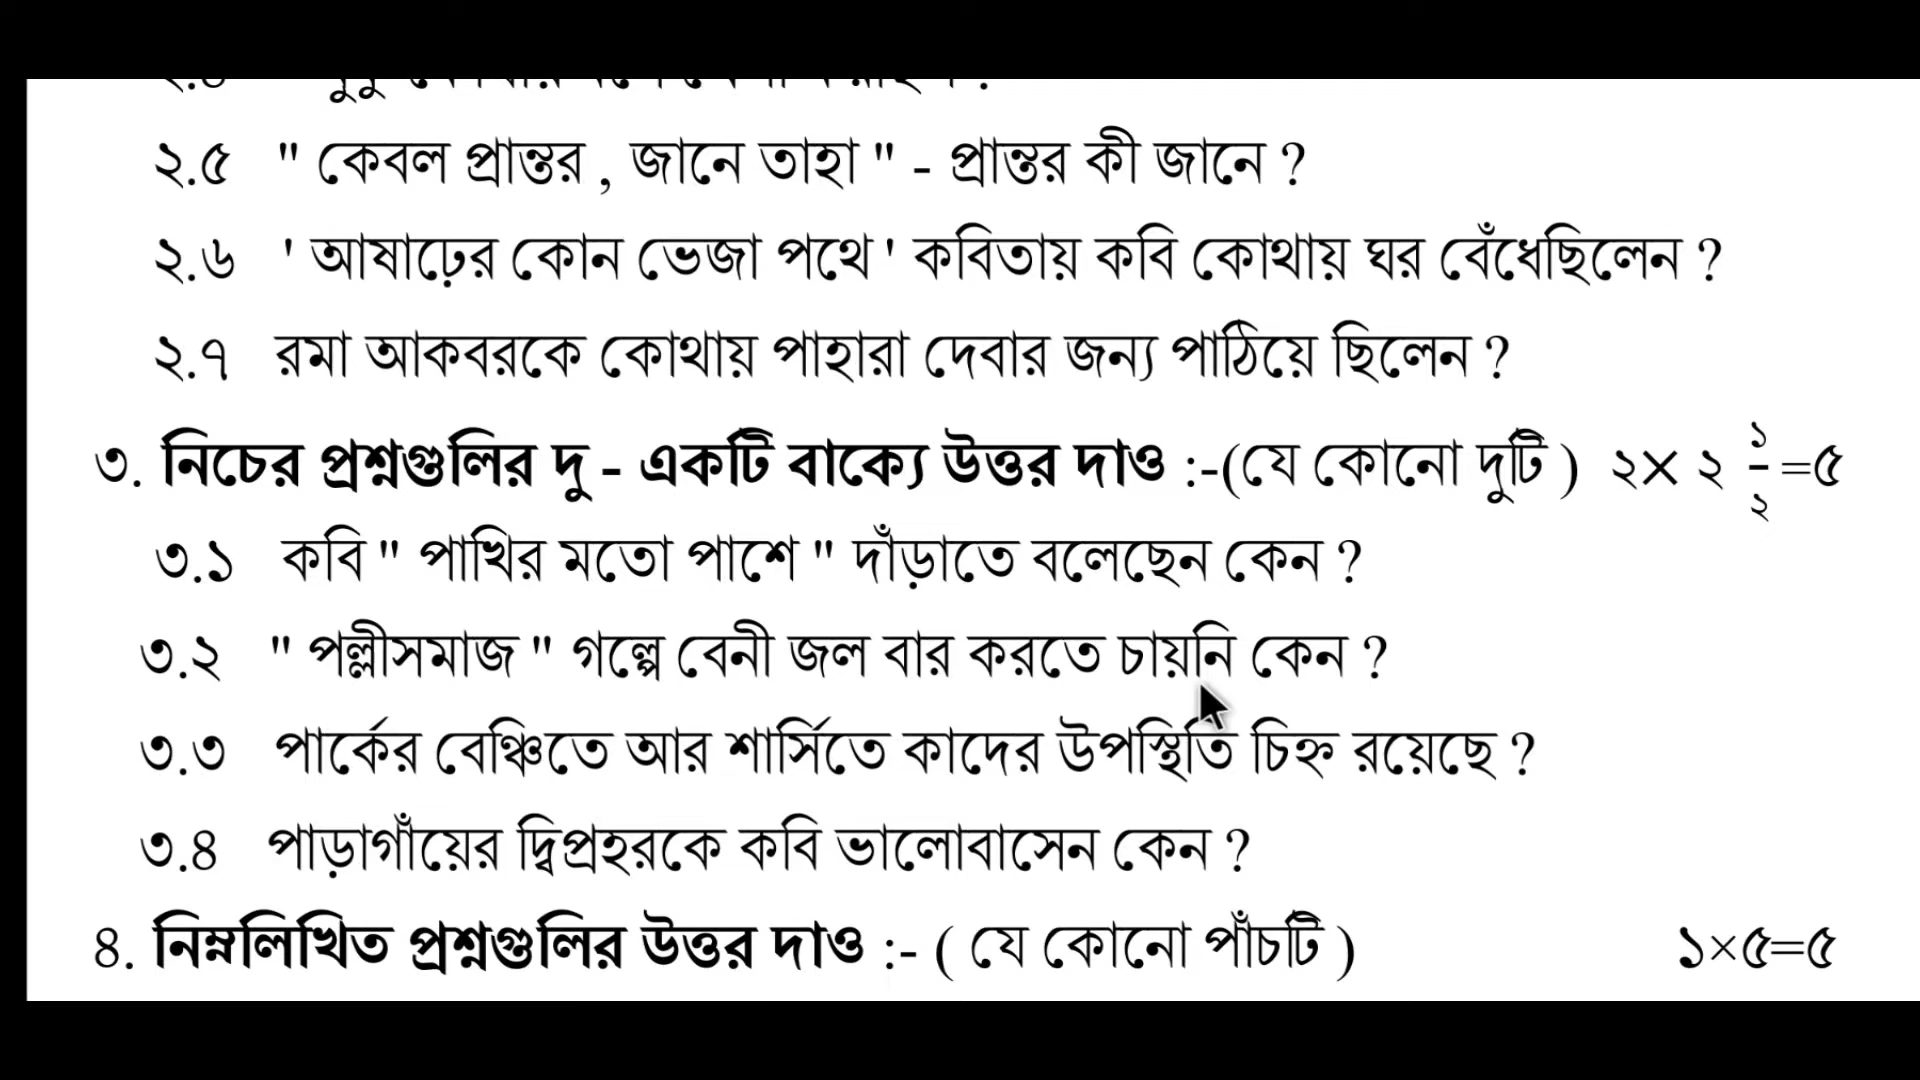 ২.৫ " কেবল প্রান্তর , জানে তাহা " - প্রান্তর কী জানে ?
২.৬ ' আষাঢ়ের কোন ভেজা পথে ' কবিতায় কবি কোথায় ঘর বেঁধেছিলেন ?
২.৭ রমা আকবরকে কোথায় পাহারা দেবার জন্য পাঠিয়ে ছিলেন ?
৩. নিচের প্রশ্নগুলির দু - একটি বাক্যে উত্তর দাও :-(যে কোনো দুটি ) ২× ২ ১/২ =৫
৩.১ কবি " পাখির মতো পাশে " দাঁড়াতে বলেছেন কেন ?
৩.২ " পল্লীসমাজ " গল্পে বেনী জল বার করতে চায়নি কেন ?
৩.৩ পার্কের বেঞ্চিতে আর শার্সিতে কাদের উপস্থিতি চিহ্ন রয়েছে ?
৩.৪ পাড়াগাঁয়ের দ্বিপ্রহরকে কবি ভালোবাসেন কেন ?
৪. নিম্নলিখিত প্রশ্নগুলির উত্তর দাও :- ( যে কোনো পাঁচটি ) ১×৫=৫